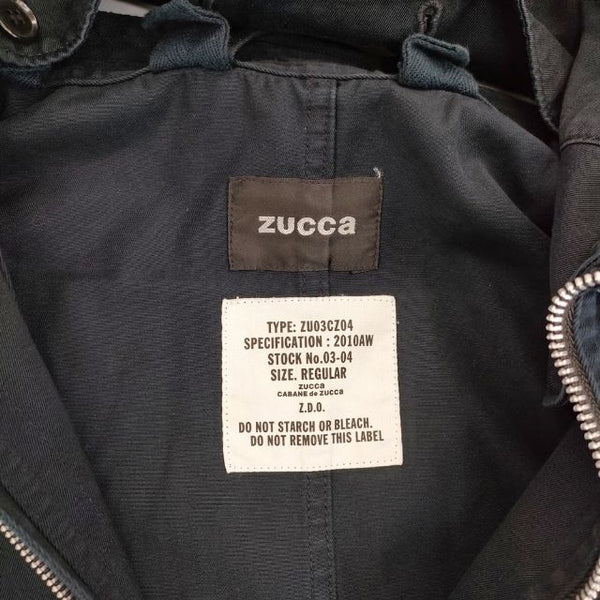 zucca
TYPE: ZU03CZ04
SPECIFICATION : 2010AW
STOCK No.03-04
SIZE. REGULAR
zucca
CABANE de zucca
Z.D.O.
DO NOT STARCH OR BLEACH.
DO NOT REMOVE THIS LABEL